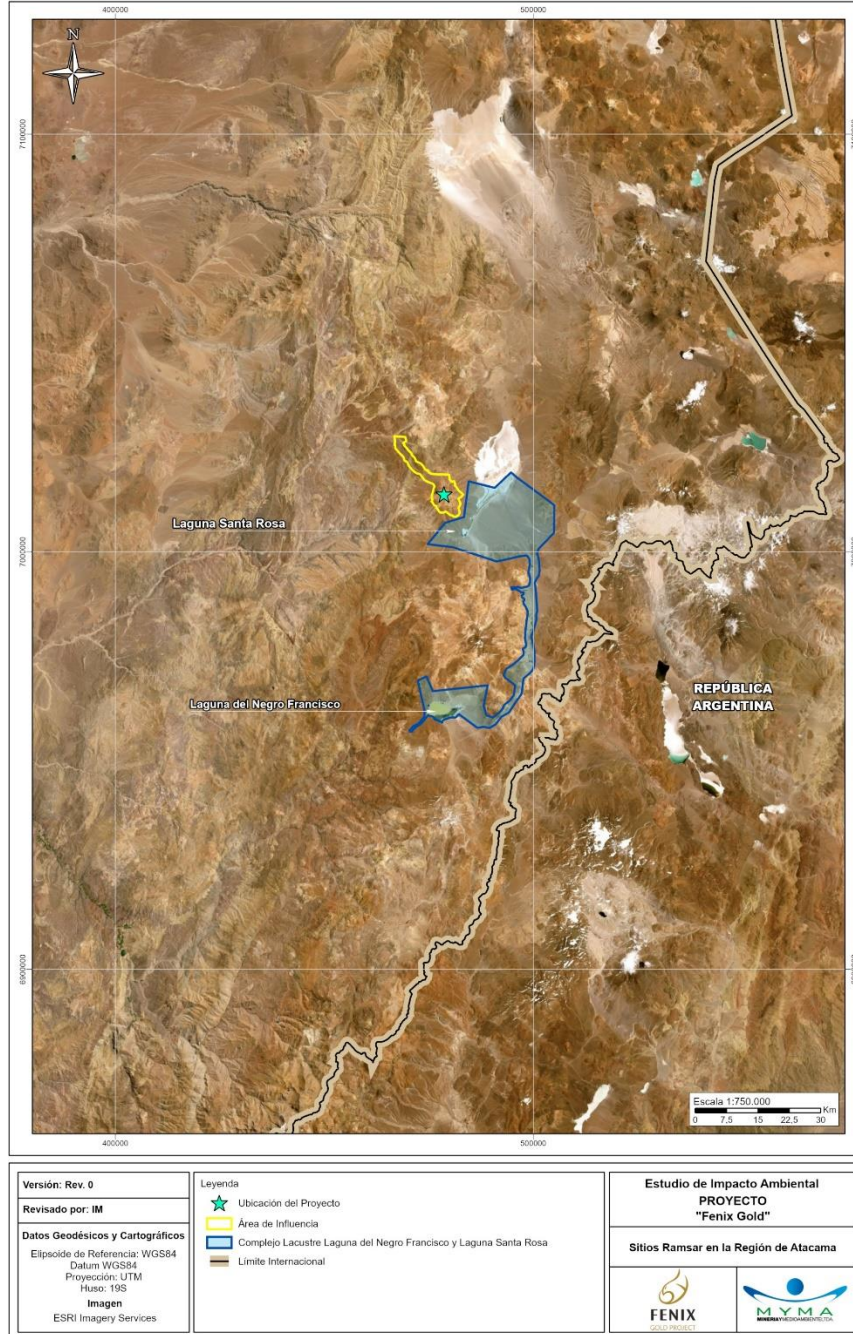 400000
500000
N
7100000
7100000
Laguna Santa Rosa
7000000
7000000
Laguna del Negro Francisco
REPÚBLICA
ARGENTINA
6900000
6900000
Escala 1:750.000
0 7,5 15 22,5 30 Km
400000
500000
Versión: Rev. 0
Revisado por: IM
Datos Geodésicos y Cartográficos
Elipsoide de Referencia: WGS84
Datum WGS84
Proyección: UTM
Huso: 19S
Imagen
ESRI Imagery Services
Leyenda
Ubicación del Proyecto
Área de Influencia
Complejo Lacustre Laguna del Negro Francisco y Laguna Santa Rosa
Límite Internacional
Estudio de Impacto Ambiental
PROYECTO
"Fenix Gold"
Sitios Ramsar en la Región de Atacama
FENIX
GOLD PROJECT
MYMA
MINERIAYMEDIOAMBIENTELTDA.